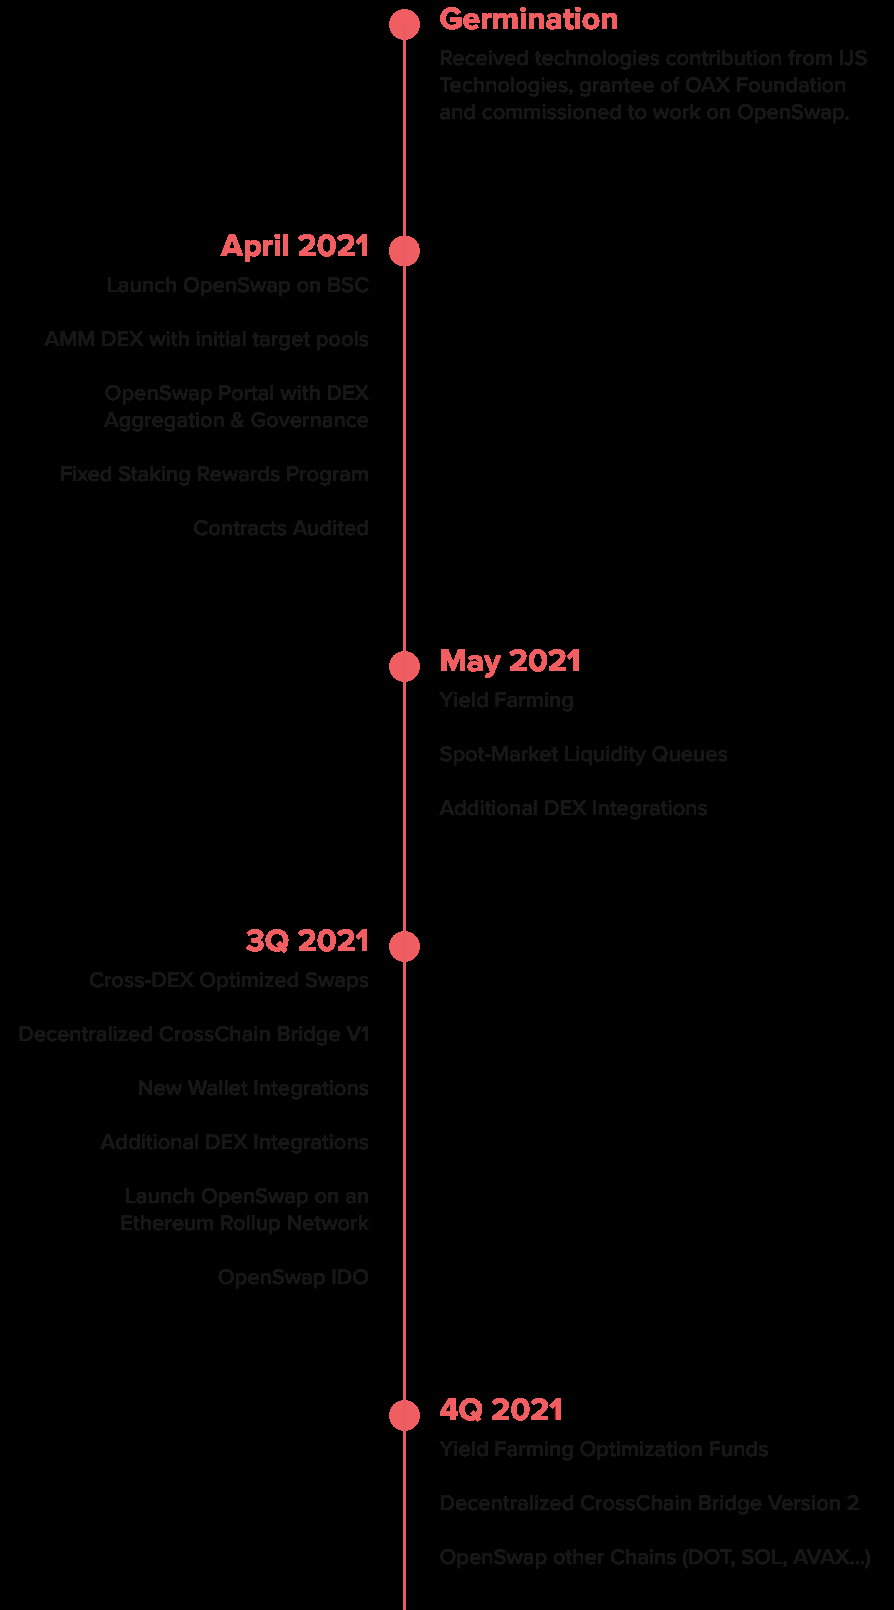 Germination
Received technologies contribution from IJS
Technologies, grantee of OAX Foundation
and commissioned to work on OpenSwap.
April 2021
Launch OpenSwap on BSC
AMM DEX with initial target pools
OpenSwap Portal with DEX
Aggregation & Governance
Fixed Staking Rewards Program
Contracts Audited
May 2021
Yield Farming
Spot-Market Liquidity Queues
Additional DEX Integrations
3Q 2021
Cross-DEX Optimized Swaps
Decentralized CrossChain Bridge V1
New Wallet Integrations
Additional DEX Integrations
Launch OpenSwap on an
Ethereum Rollup Network
OpenSwap IDO
4Q 2021
Yield Farming Optimization Funds
Decentralized CrossChain Bridge Version 2
OpenSwap other Chains (DOT, SOL, AVAX...)